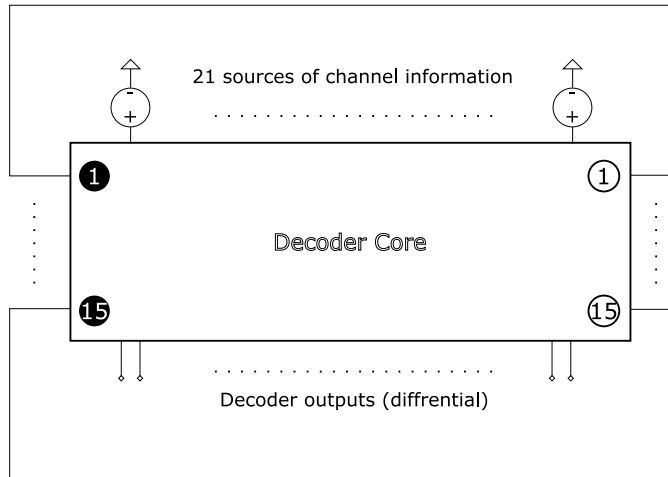 21 sources of channel information
-
+
-
+
1
1
Decoder Core
15
15
Decoder outputs (diffrential)